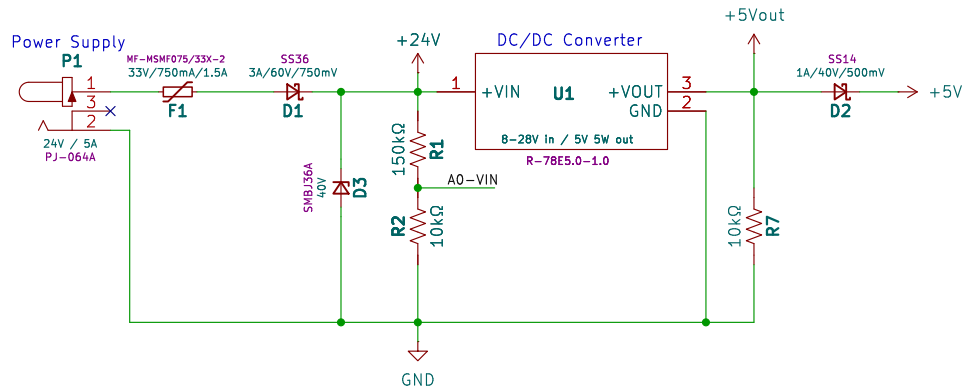 +5Vout
Power Supply
P1
+24V
DC/DC Converter
MF-MSMF075/33X-2
33V/750mA/1.5A
SS36
3A/60V/750mV
SS14
1A/40V/500mV
1
3
2
F1
D1
1
+VIN
U1
+VOUT
GND
3
2
D2
+5V
24V / 5A
PJ-064A
150kΩ
R1
8-28V in / 5V 5W out
R-78E5.0-1.0
SMBJ36A
40V
D3
A0-VIN
R2
10kΩ
10kΩ
R7
GND